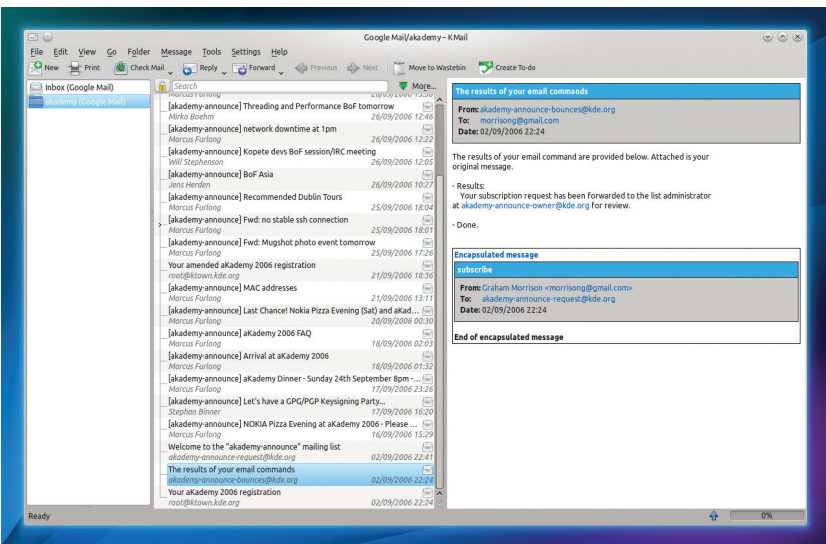 Google Mail/akademy – KMail
File Edit View Go Folder Message Tools Settings Help
New Print Check Mail Reply Forward Previous Next Move to Wastebin Create To-do
Inbox (Google Mail)
akademy (Google Mail)
Search More...
Marcus Furlong
[akademy-announce] Threading and Performance BoF tomorrow
Mirko Boehm 26/09/2006 12:46
[akademy-announce] network downtime at 1pm
Marcus Furlong 26/09/2006 12:22
[akademy-announce] Kopete devs BoF session/IRC meeting
Will Stephenson 26/09/2006 12:05
[akademy-announce] BoF Asia
Jens Herden 26/09/2006 10:27
[akademy-announce] Recommended Dublin Tours
Marcus Furlong 25/09/2006 18:04
[akademy-announce] Fwd: no stable ssh connection
Marcus Furlong 25/09/2006 18:01
[akademy-announce] Fwd: Mugshot photo event tomorrow
Marcus Furlong 25/09/2006 17:26
Your amended aKademy 2006 registration
root@ktown.kde.org 21/09/2006 18:36
[akademy-announce] MAC addresses
Marcus Furlong 21/09/2006 13:11
[akademy-announce] Last Chance! Nokia Pizza Evening (Sat) and aKad...
Marcus Furlong 20/09/2006 00:30
[akademy-announce] aKademy 2006 FAQ
Marcus Furlong 18/09/2006 02:03
[akademy-announce] Arrival at aKademy 2006
Marcus Furlong 18/09/2006 01:32
[akademy-announce] aKademy Dinner - Sunday 24th September 8pm -...
Marcus Furlong 17/09/2006 23:26
[akademy-announce] Let's have a GPG/PGP Keysigning Party...
Stephan Binner 17/09/2006 16:20
[akademy-announce] NOKIA Pizza Evening at aKademy 2006 - Please ...
Marcus Furlong 16/09/2006 15:29
Welcome to the "akademy-announce" mailing list
akademy-announce-request@kde.org 02/09/2006 22:41
The results of your email commands
akademy-announce-bounces@kde.org 02/09/2006 22:24
Your aKademy 2006 registration
root@ktown.kde.org 02/09/2006 22:24
The results of your email commands
From: akademy-announce-bounces@kde.org
To: morrisong@gmail.com
Date: 02/09/2006 22:24
The results of your email command are provided below. Attached is your
original message.
- Results:
Your subscription request has been forwarded to the list administrator
at akademy-announce-owner@kde.org for review.
- Done.
Encapsulated message
subscribe
From: Graham Morrison <morrisong@gmail.com>
To: akademy-announce-request@kde.org
Date: 02/09/2006 22:24
End of encapsulated message
Ready 0%